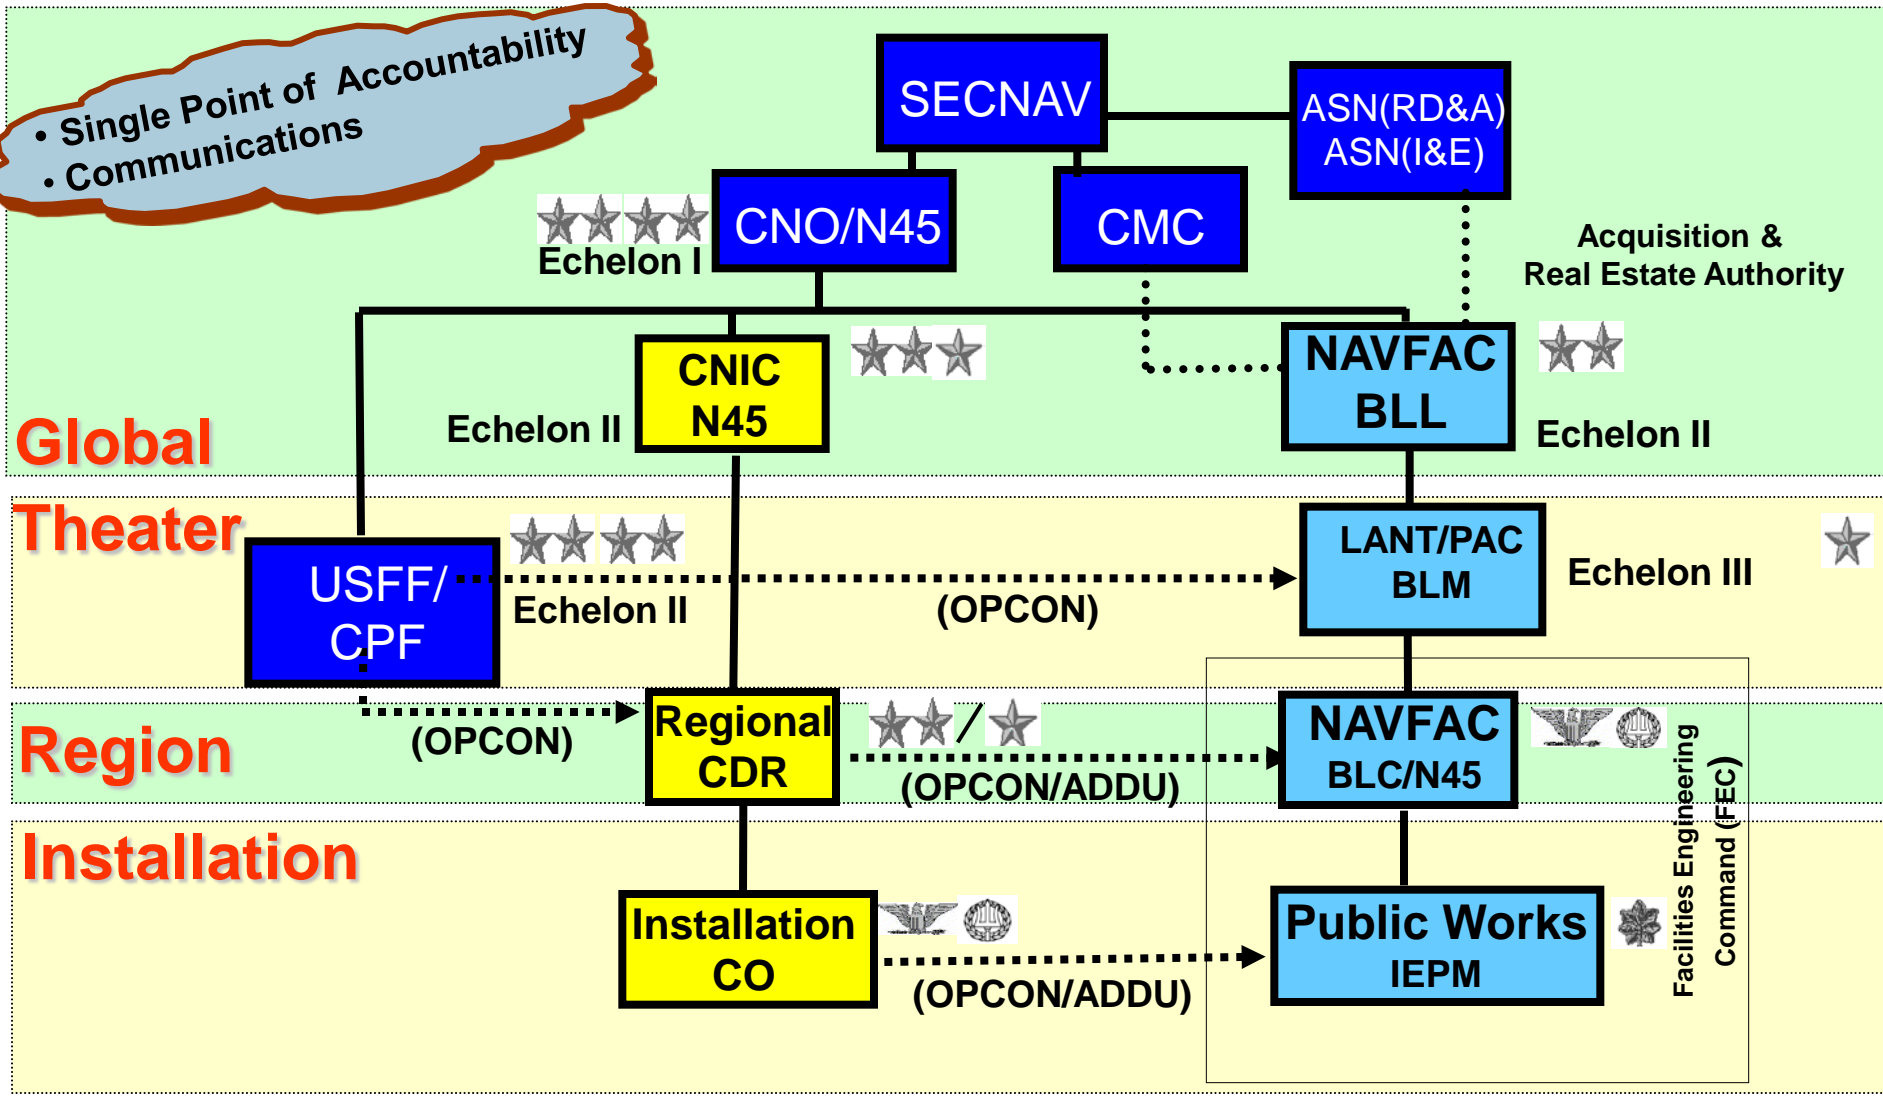 • Single Point of Accountability
• Communications
SECNAV
ASN(RD&A)
ASN(I&E)
CNO/N45
CMC
Echelon I
Acquisition &
Real Estate Authority
CNIC
N45
NAVFAC
BLL
Echelon II
Echelon II
Global
Theater
USFF/
CPF
Echelon II
(OPCON)
LANT/PAC
BLM
Echelon III
Region
(OPCON)
Regional
CDR
/
(OPCON/ADDU)
NAVFAC
BLC/N45
Facilities Engineering
Command (FEC)
Installation
Installation
CO
(OPCON/ADDU)
Public Works
IEPM